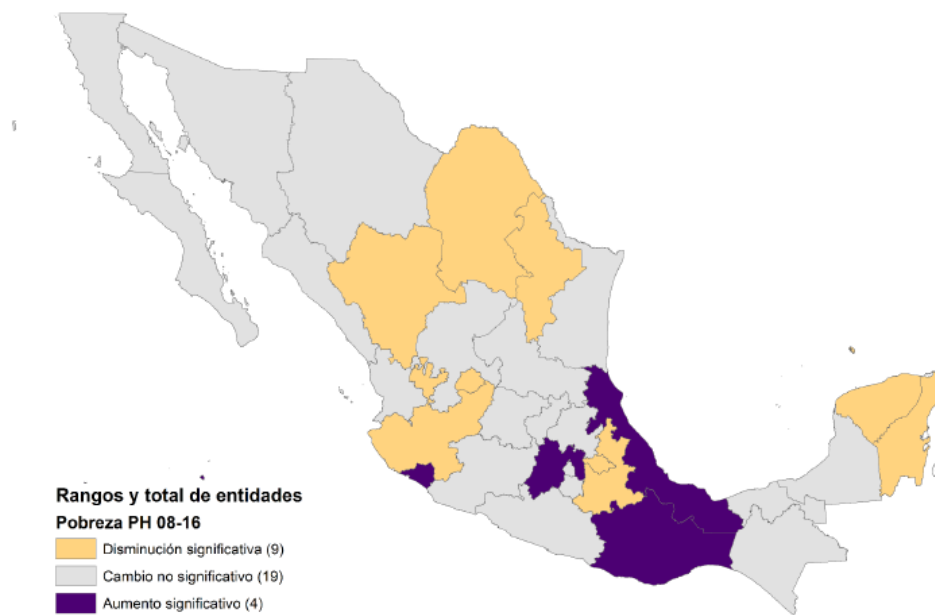 Rangos y total de entidades
Pobreza PH 08-16
Disminución significativa (9)
Cambio no significativo (19)
Aumento significativo (4)